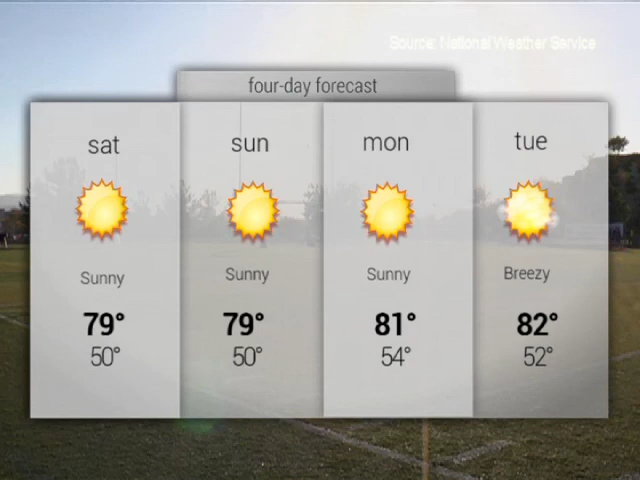 Source: National Weather Service
four-day forecast
sat sun mon tue
Sunny Sunny Sunny Breezy
79° 79° 81° 82°
50° 50° 54° 52°